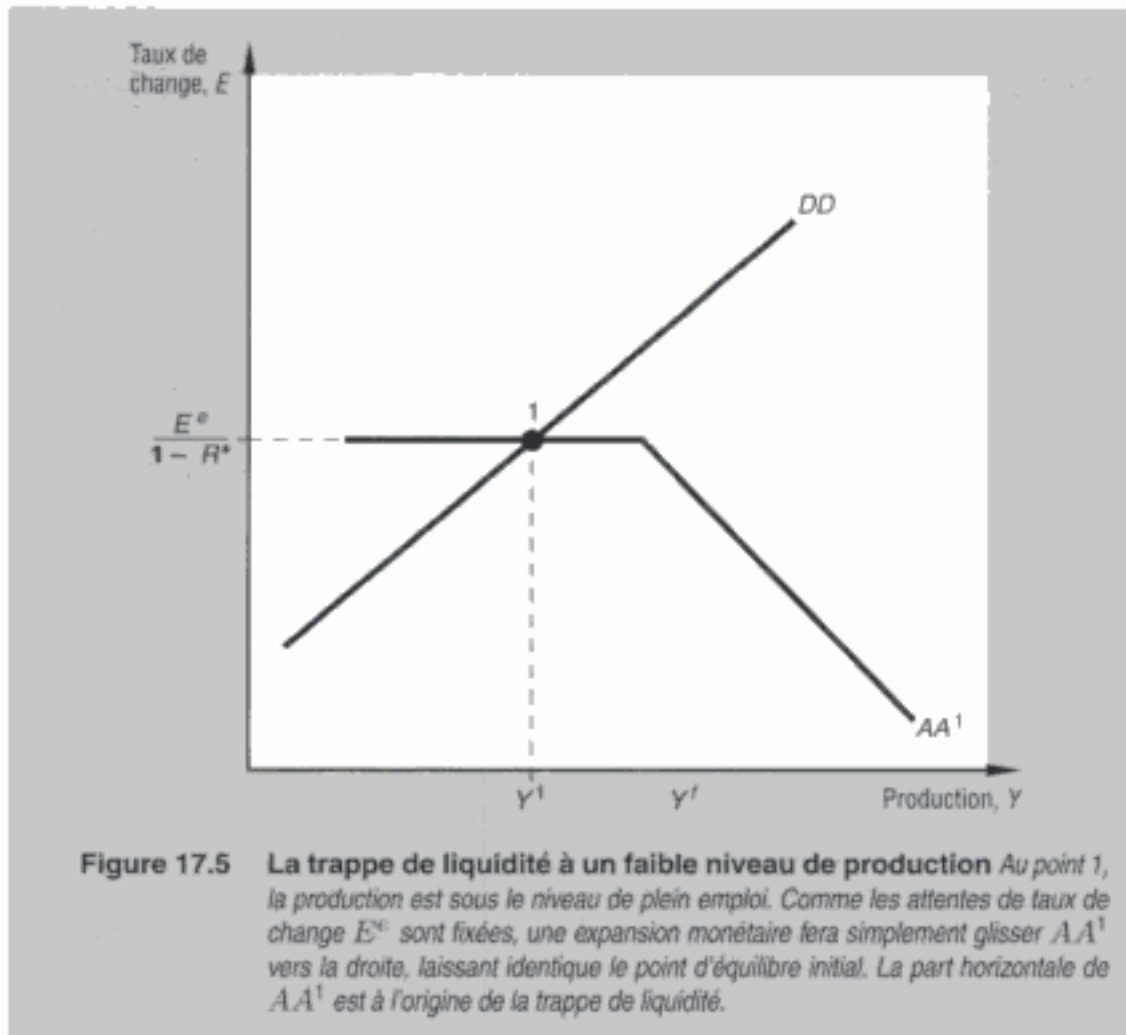 Taux de
change, E
DD
1
E^e
1 – R*
AA¹
Y¹ Y^f Production, Y
Figure 17.5 La trappe de liquidité à un faible niveau de production Au point 1,
la production est sous le niveau de plein emploi. Comme les attentes de taux de
change E^e sont fixées, une expansion monétaire fera simplement glisser AA¹
vers la droite, laissant identique le point d'équilibre initial. La part horizontale de
AA¹ est à l'origine de la trappe de liquidité.